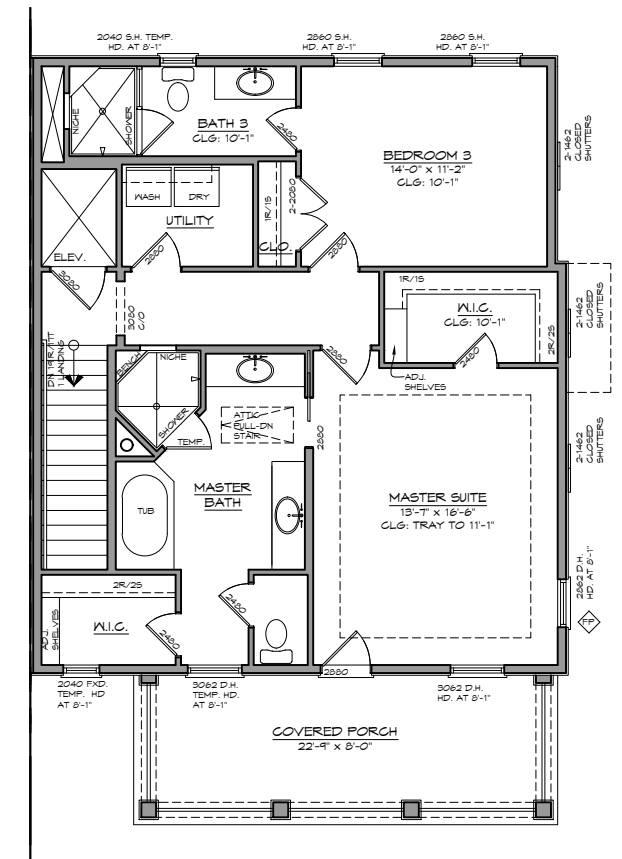 2040 S.H. TEMP.
HD. AT 8'-1"
2860 S.H.
HD. AT 8'-1"
2860 S.H.
HD. AT 8'-1"
NICHE
SHOWER
BATH 3
CLG: 10'-1"
2480
BEDROOM 3
14'-0" x 11'-2"
CLG: 10'-1"
2-1462
CLOSED
SHUTTERS
WASH
DRY
UTILITY
2880
1R/1S
2-2080
CLO.
2880
ELEV.
3080
3080
C/O
1R/1S
W.I.C.
CLG: 10'-1"
2R/2S
2480
ADJ.
SHELVES
2-1462
CLOSED
SHUTTERS
DN 19R/17T
1 LANDING
BENCH
NICHE
SHOWER
TEMP.
ATTIC
PULL-DN
STAIR
2880
2880
2-1462
CLOSED
SHUTTERS
MASTER
BATH
TUB
MASTER SUITE
13'-7" x 16'-6"
CLG: TRAY TO 11'-1"
2862 D.H.
HD. AT 8'-1"
FP
2R/2S
ADJ.
SHELVES
W.I.C.
2480
2480
2880
2040 FXD.
TEMP. HD
AT 8'-1"
3062 D.H.
TEMP. HD.
AT 8'-1"
3062 D.H.
HD. AT 8'-1"
COVERED PORCH
22'-9" x 8'-0"